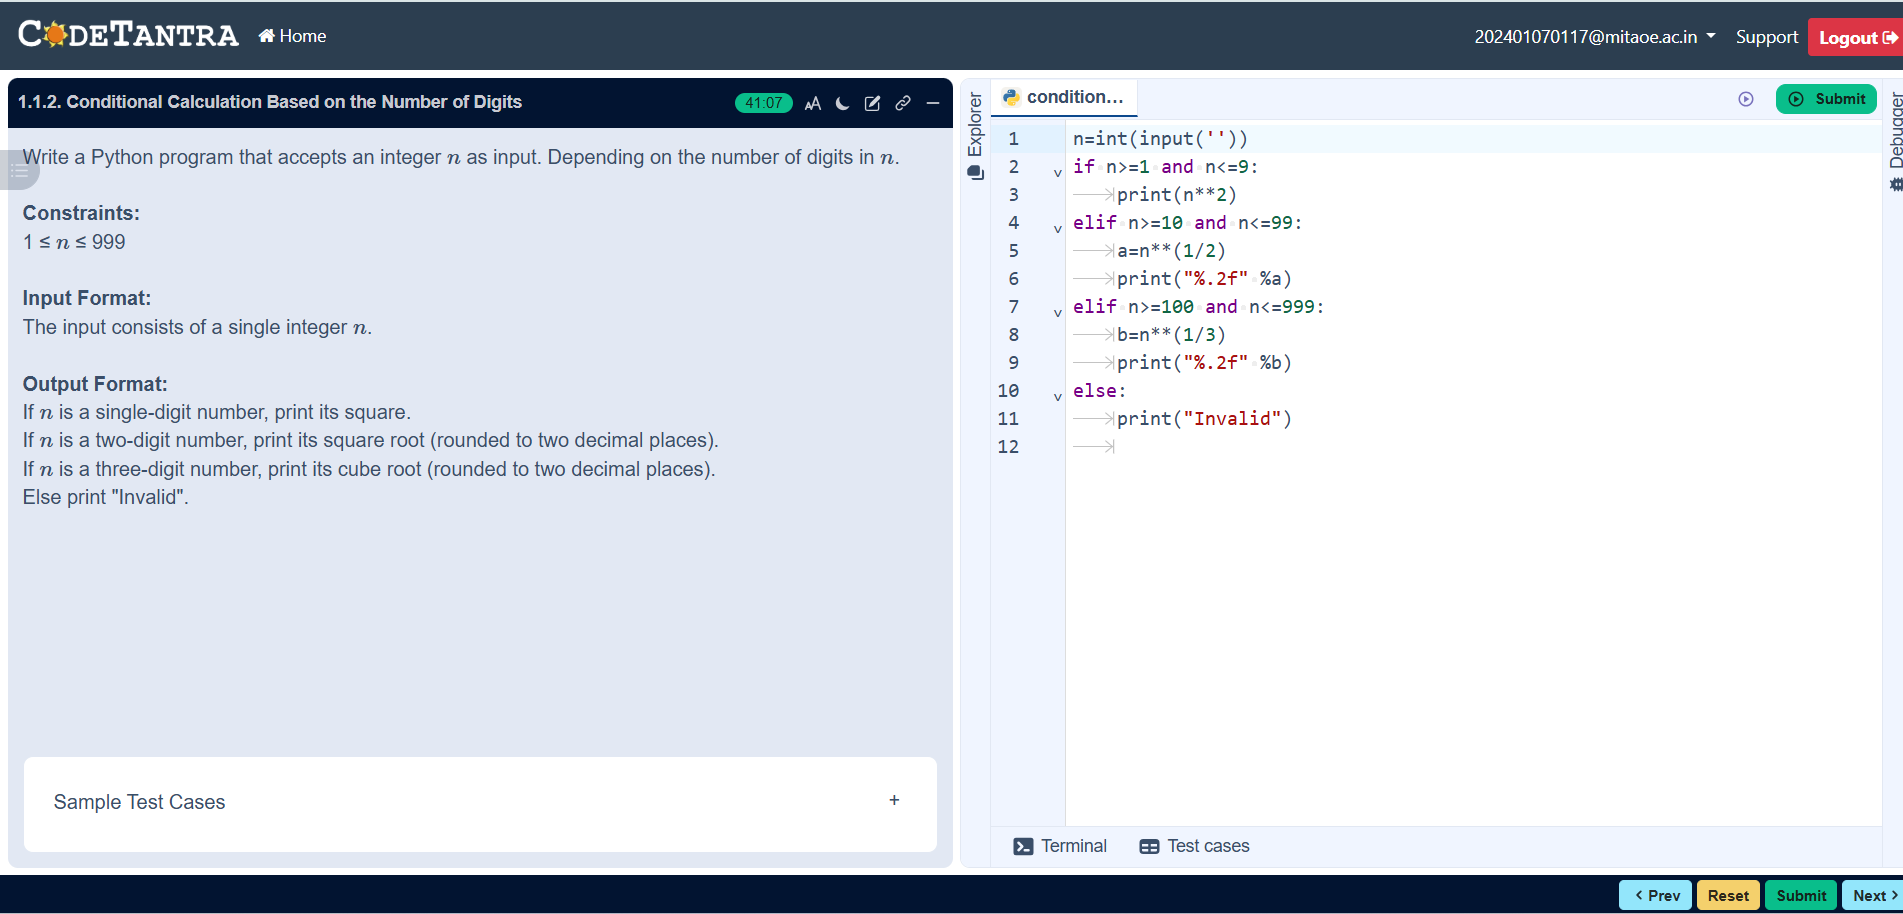 CODETANTRA
Home
202401070117@mitaoe.ac.in
Support
Logout
1.1.2. Conditional Calculation Based on the Number of Digits
41:07
AA
Write a Python program that accepts an integer n as input. Depending on the number of digits in n.
Constraints:
1 ≤ n ≤ 999
Input Format:
The input consists of a single integer n.
Output Format:
If n is a single-digit number, print its square.
If n is a two-digit number, print its square root (rounded to two decimal places).
If n is a three-digit number, print its cube root (rounded to two decimal places).
Else print "Invalid".
Sample Test Cases
+
Explorer
condition...
Submit
Debugger
1 n=int(input(''))
2 if n>=1 and n<=9:
3 print(n**2)
4 elif n>=10 and n<=99:
5 a=n**(1/2)
6 print("%.2f" %a)
7 elif n>=100 and n<=999:
8 b=n**(1/3)
9 print("%.2f" %b)
10 else:
11 print("Invalid")
12
Terminal
Test cases
< Prev
Reset
Submit
Next >